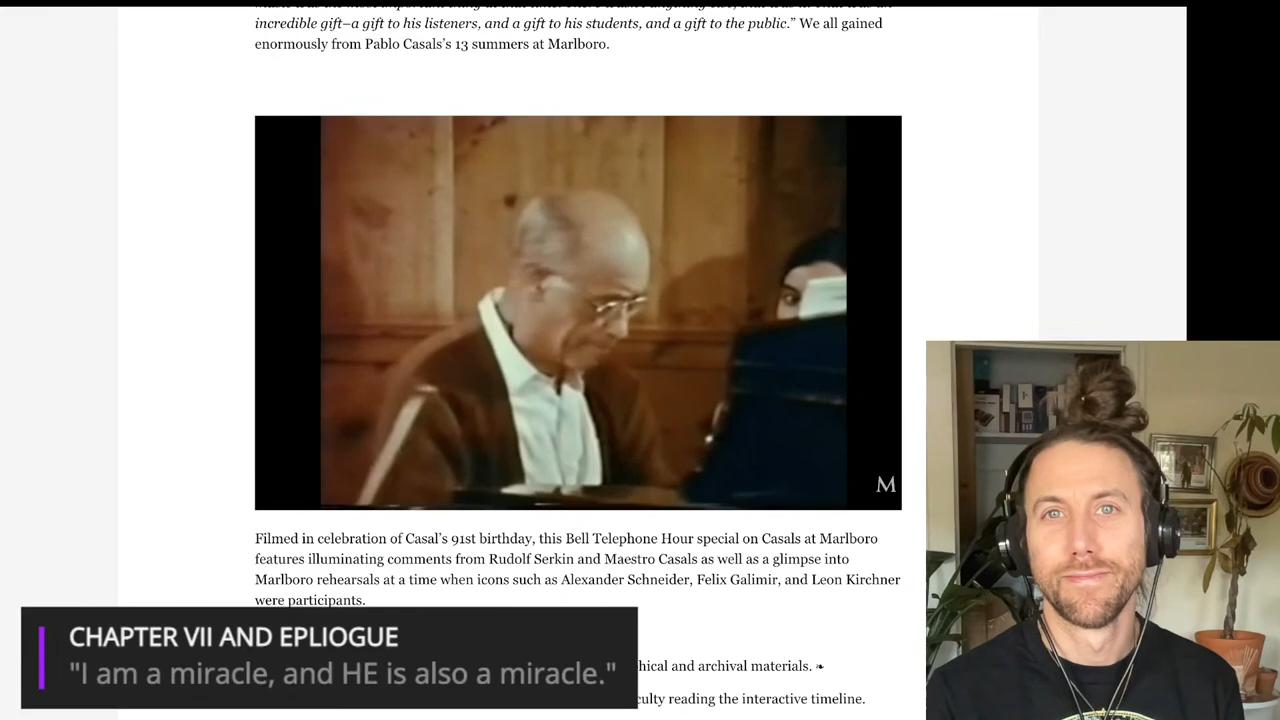 incredible gift–a gift to his listeners, and a gift to his students, and a gift to the public.” We all gained
enormously from Pablo Casals’s 13 summers at Marlboro.
M
Filmed in celebration of Casal’s 91st birthday, this Bell Telephone Hour special on Casals at Marlboro
features illuminating comments from Rudolf Serkin and Maestro Casals as well as a glimpse into
Marlboro rehearsals at a time when icons such as Alexander Schneider, Felix Galimir, and Leon Kirchner
were participants.
CHAPTER VII AND EPLIOGUE
"I am a miracle, and HE is also a miracle."
hical and archival materials. ❧
culty reading the interactive timeline.